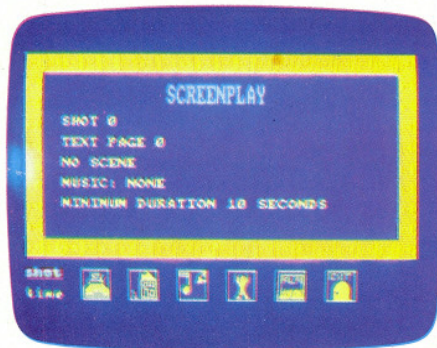 SCREENPLAY
SHOT 0
TEXT PAGE 0
NO SCENE
MUSIC: NONE
MINIMUM DURATION 10 SECONDS
shot
time